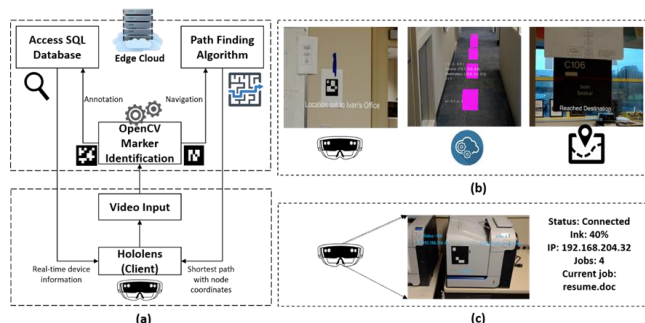 Access SQL
Database
Edge Cloud
Path Finding
Algorithm
Annotation
Navigation
OpenCV
Marker
Identification
Video Input
Hololens
(Client)
Real-time device
information
Shortest path
with node
coordinates
(a)
Location set to Ivan's Office
C106
Reached Destination
(b)
Status: Connected
Ink: 40%
IP: 192.168.204.32
Jobs: 4
Current job:
resume.doc
(c)